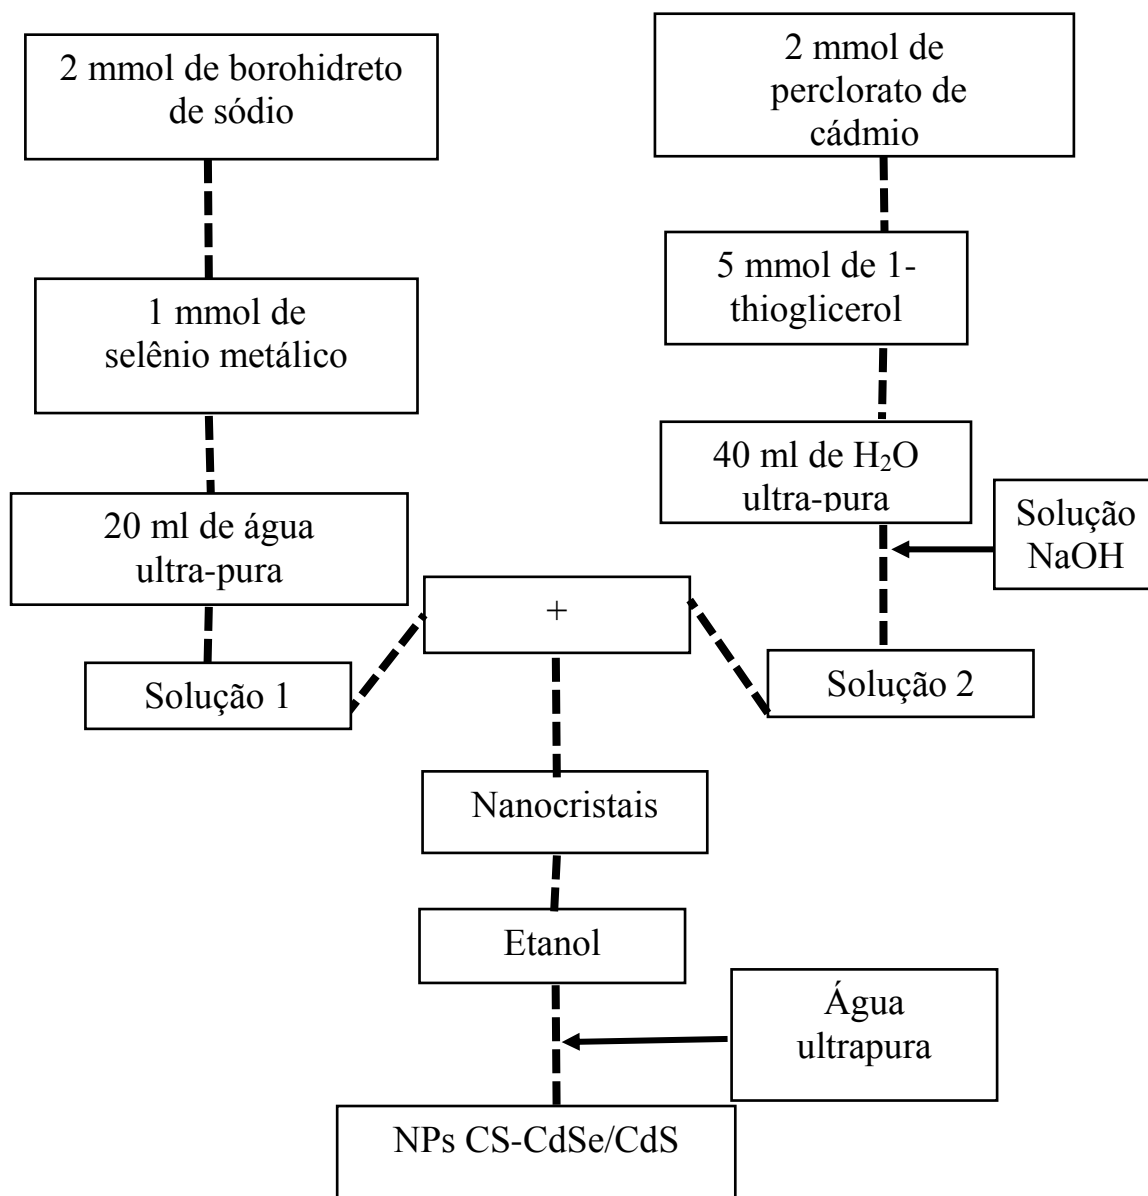 2 mmol de borohidreto
de sódio
1 mmol de
selênio metálico
20 ml de água
ultra-pura
Solução 1
2 mmol de
perclorato de
cádmio
5 mmol de 1-
thioglicerol
40 ml de H₂O
ultra-pura
Solução
NaOH
Solução 2
+
Nanocristais
Etanol
Água
ultrapura
NPs CS-CdSe/CdS